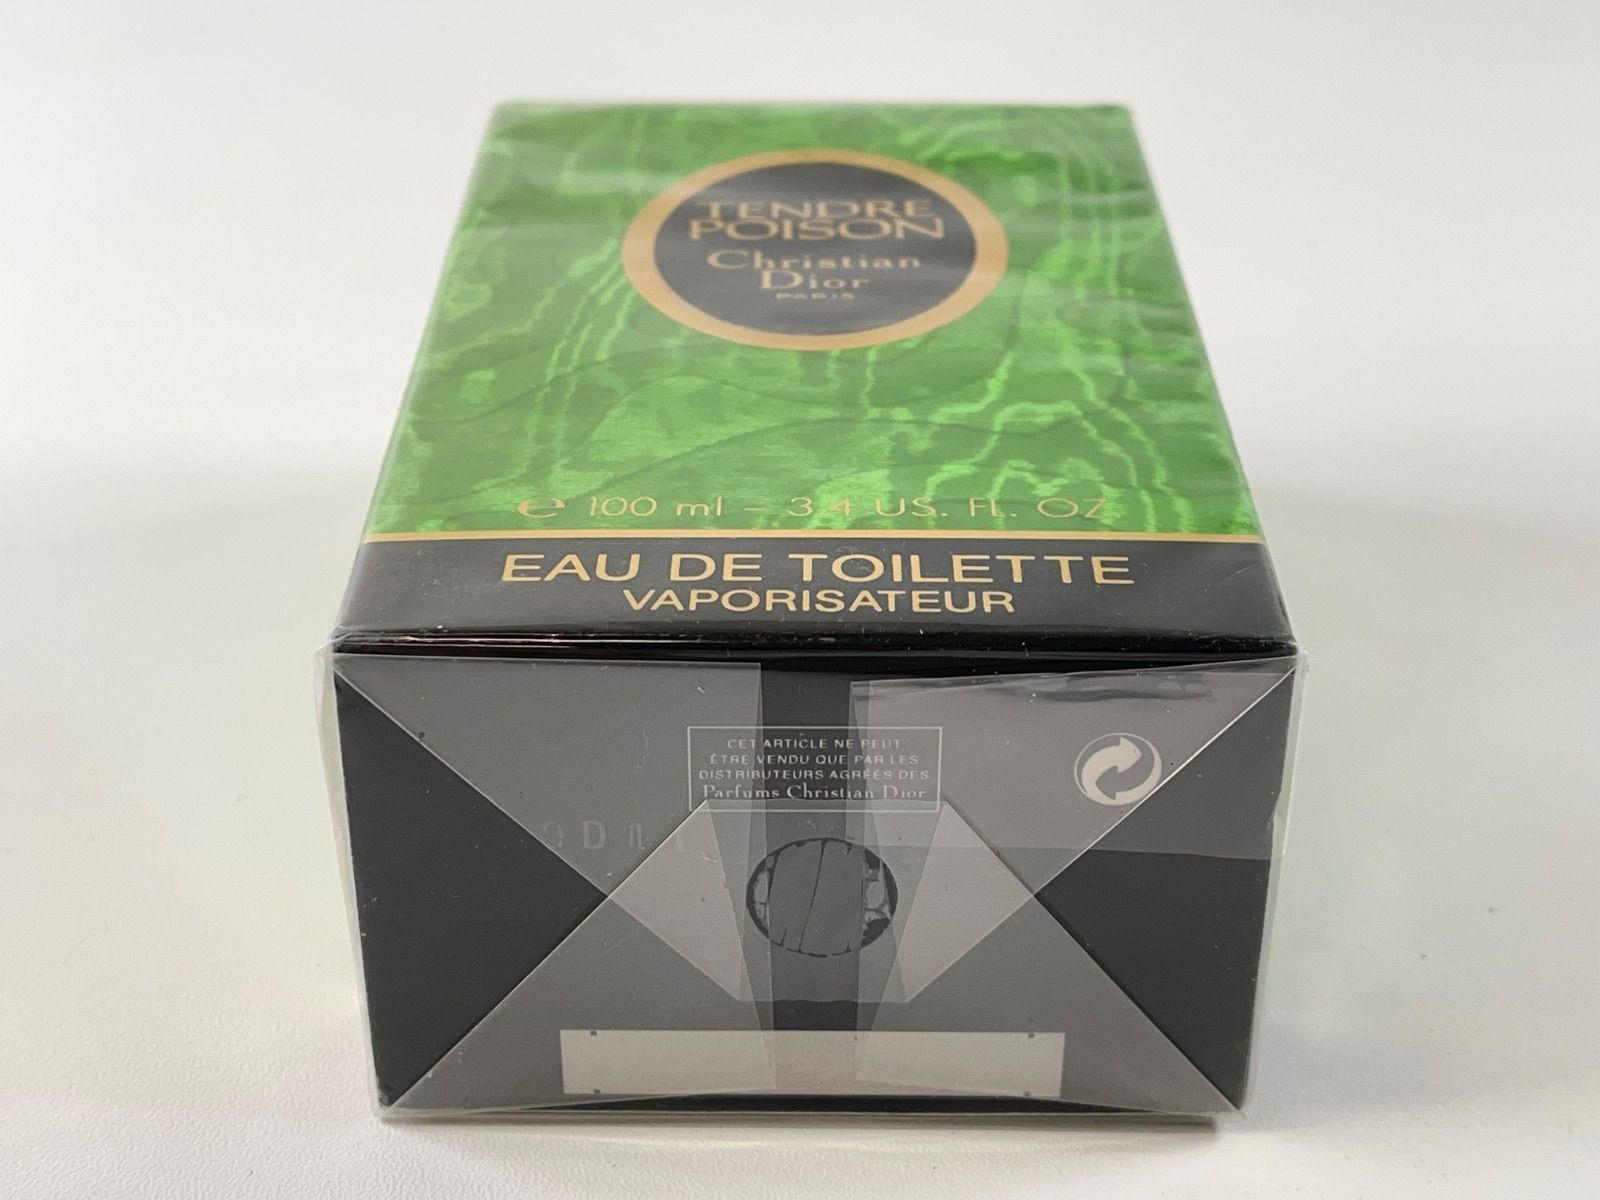 TENDRE
POISON
Christian
Dior
PARIS
e 100 ml - 3.4 US. FL. OZ
EAU DE TOILETTE
VAPORISATEUR
CET ARTICLE NE PEUT
ÊTRE VENDU QUE PAR LES
DISTRIBUTEURS AGRÉÉS DES
Parfums Christian Dior